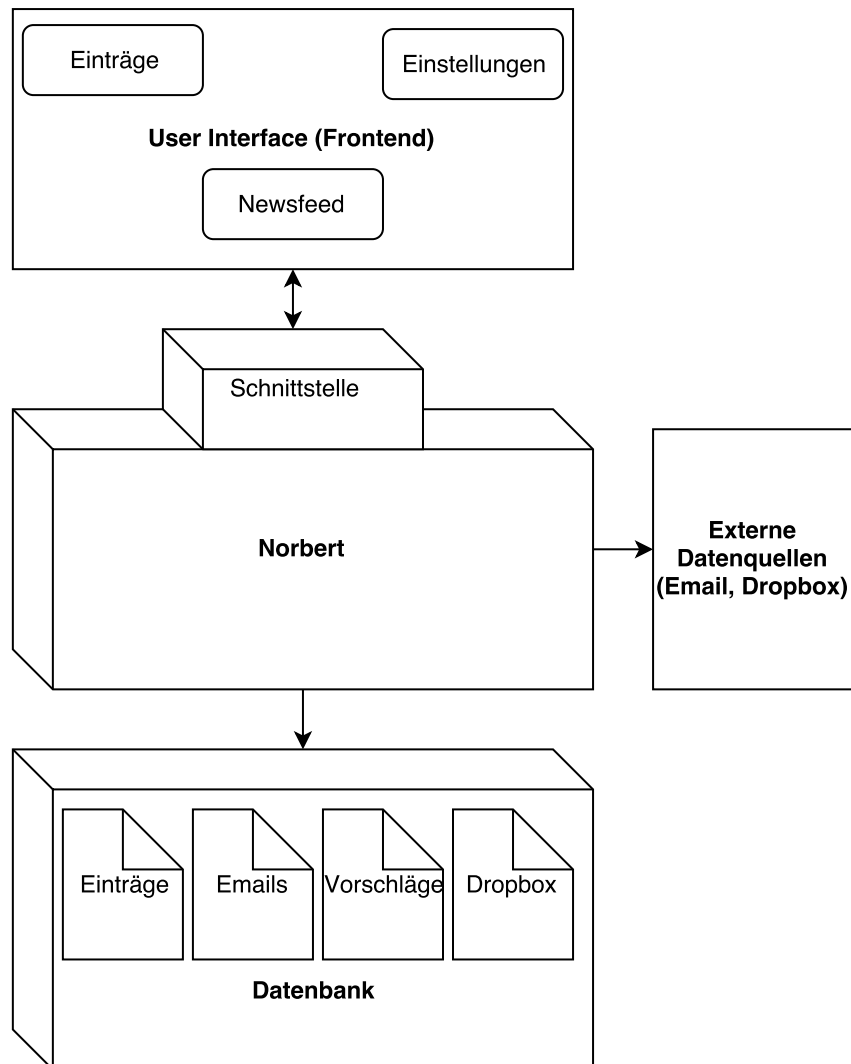 Einträge
Einstellungen
User Interface (Frontend)
Newsfeed
Schnittstelle
Norbert
Externe
Datenquellen
(Email, Dropbox)
Einträge
Emails
Vorschläge
Dropbox
Datenbank